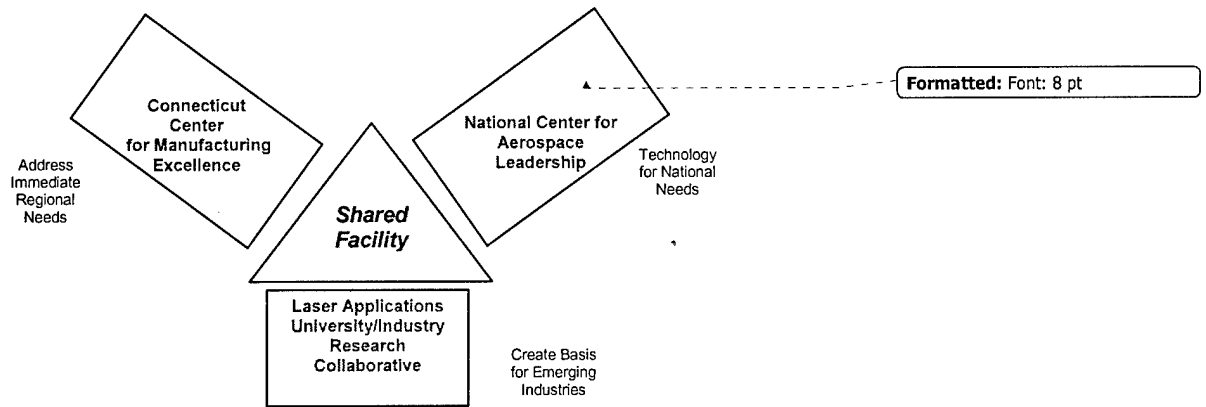 Connecticut
Center
for Manufacturing
Excellence
Address
Immediate
Regional
Needs
National Center for
Aerospace
Leadership
Technology
for National
Needs
Formatted: Font: 8 pt
Shared
Facility
Laser Applications
University/Industry
Research
Collaborative
Create Basis
for Emerging
Industries